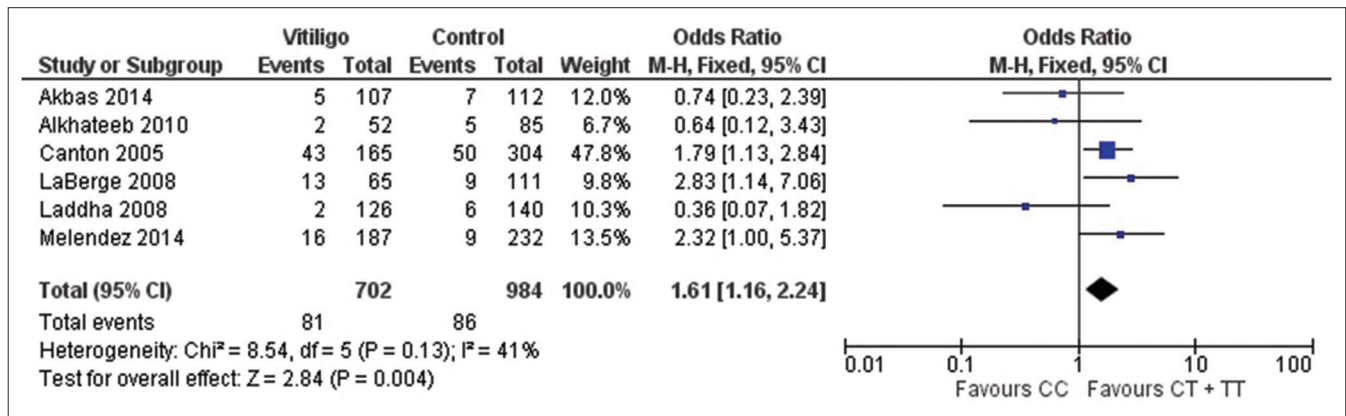 Vitiligo Control Odds Ratio Odds Ratio
Study or Subgroup Events Total Events Total Weight M-H, Fixed, 95% CI M-H, Fixed, 95% CI
Akbas 2014 5 107 7 112 12.0% 0.74 [0.23, 2.39]
Alkhateeb 2010 2 52 5 85 6.7% 0.64 [0.12, 3.43]
Canton 2005 43 165 50 304 47.8% 1.79 [1.13, 2.84]
LaBerge 2008 13 65 9 111 9.8% 2.83 [1.14, 7.06]
Laddha 2008 2 126 6 140 10.3% 0.36 [0.07, 1.82]
Melendez 2014 16 187 9 232 13.5% 2.32 [1.00, 5.37]
Total (95% CI) 702 984 100.0% 1.61 [1.16, 2.24]
Total events 81 86
Heterogeneity: Chi² = 8.54, df = 5 (P = 0.13); I² = 41%
Test for overall effect: Z = 2.84 (P = 0.004)
0.01 0.1 1 10 100
Favours CC Favours CT + TT